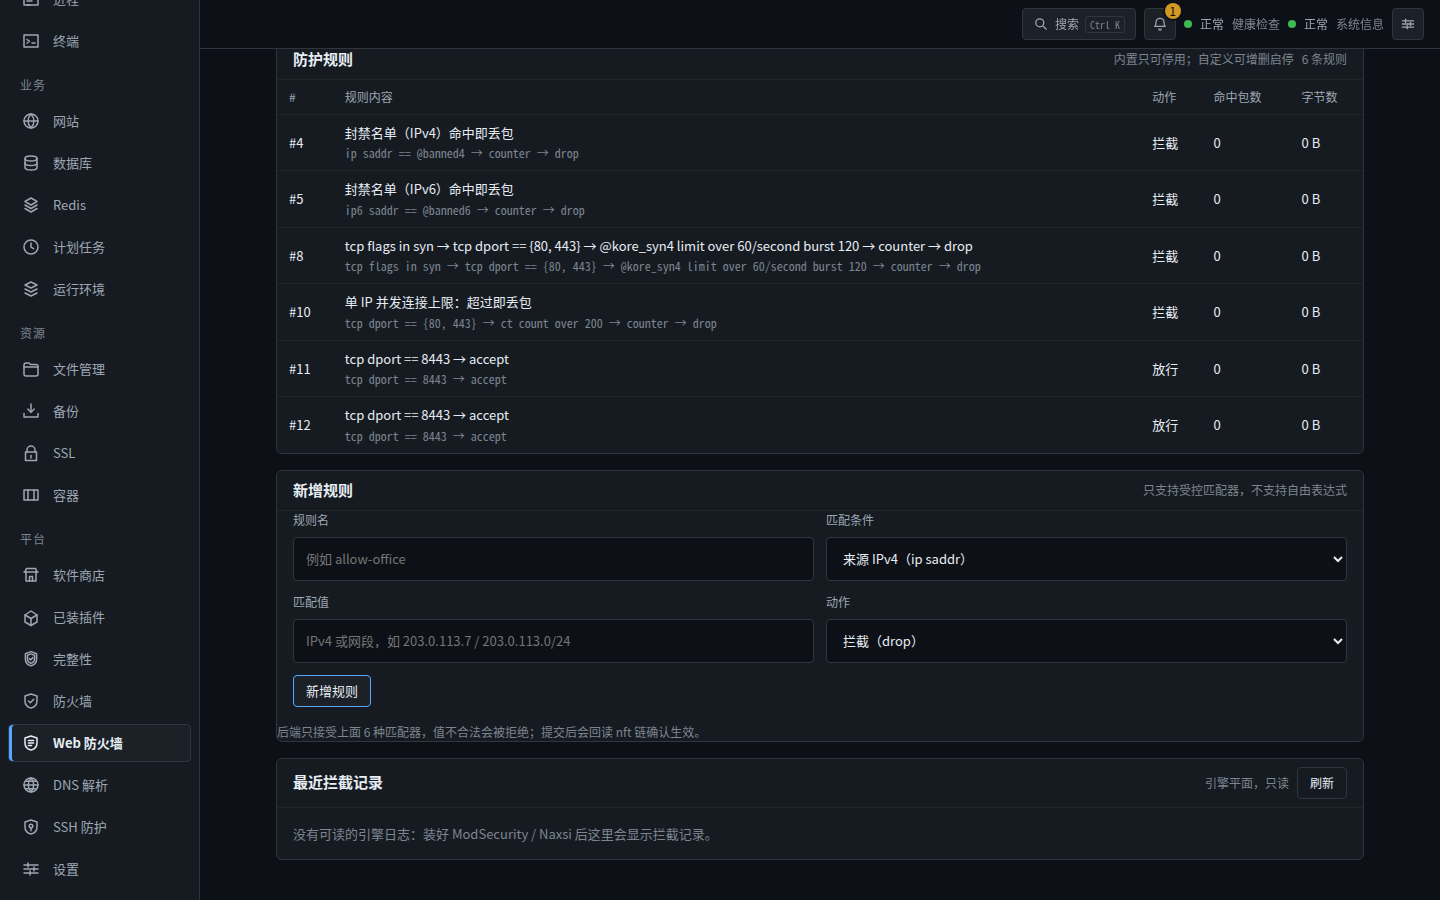 进程
终端
业务
网站
数据库
Redis
计划任务
运行环境
资源
文件管理
备份
SSL
容器
平台
软件商店
已装插件
完整性
防火墙
Web 防火墙
DNS 解析
SSH 防护
设置
搜索 Ctrl K
1
正常 健康检查 正常 系统信息
防护规则 内置只可停用；自定义可增删启停 6 条规则
# 规则内容 动作 命中包数 字节数
#4 封禁名单（IPv4）命中即丢包 拦截 0 0 B
ip saddr == @banned4 → counter → drop
#5 封禁名单（IPv6）命中即丢包 拦截 0 0 B
ip6 saddr == @banned6 → counter → drop
#8 tcp flags in syn → tcp dport == {80, 443} → @kore_syn4 limit over 60/second burst 120 → counter → drop 拦截 0 0 B
tcp flags in syn → tcp dport == {80, 443} → @kore_syn4 limit over 60/second burst 120 → counter → drop
#10 单 IP 并发连接上限：超过即丢包 拦截 0 0 B
tcp dport == {80, 443} → ct count over 200 → counter → drop
#11 tcp dport == 8443 → accept 放行 0 0 B
tcp dport == 8443 → accept
#12 tcp dport == 8443 → accept 放行 0 0 B
tcp dport == 8443 → accept
新增规则 只支持受控匹配器，不支持自由表达式
规则名 匹配条件
例如 allow-office 来源 IPv4（ip saddr）
匹配值 动作
IPv4 或网段，如 203.0.113.7 / 203.0.113.0/24 拦截（drop）
新增规则
后端只接受上面 6 种匹配器，值不合法会被拒绝；提交后会回读 nft 链确认生效。
最近拦截记录 引擎平面，只读 刷新
没有可读的引擎日志：装好 ModSecurity / Naxsi 后这里会显示拦截记录。